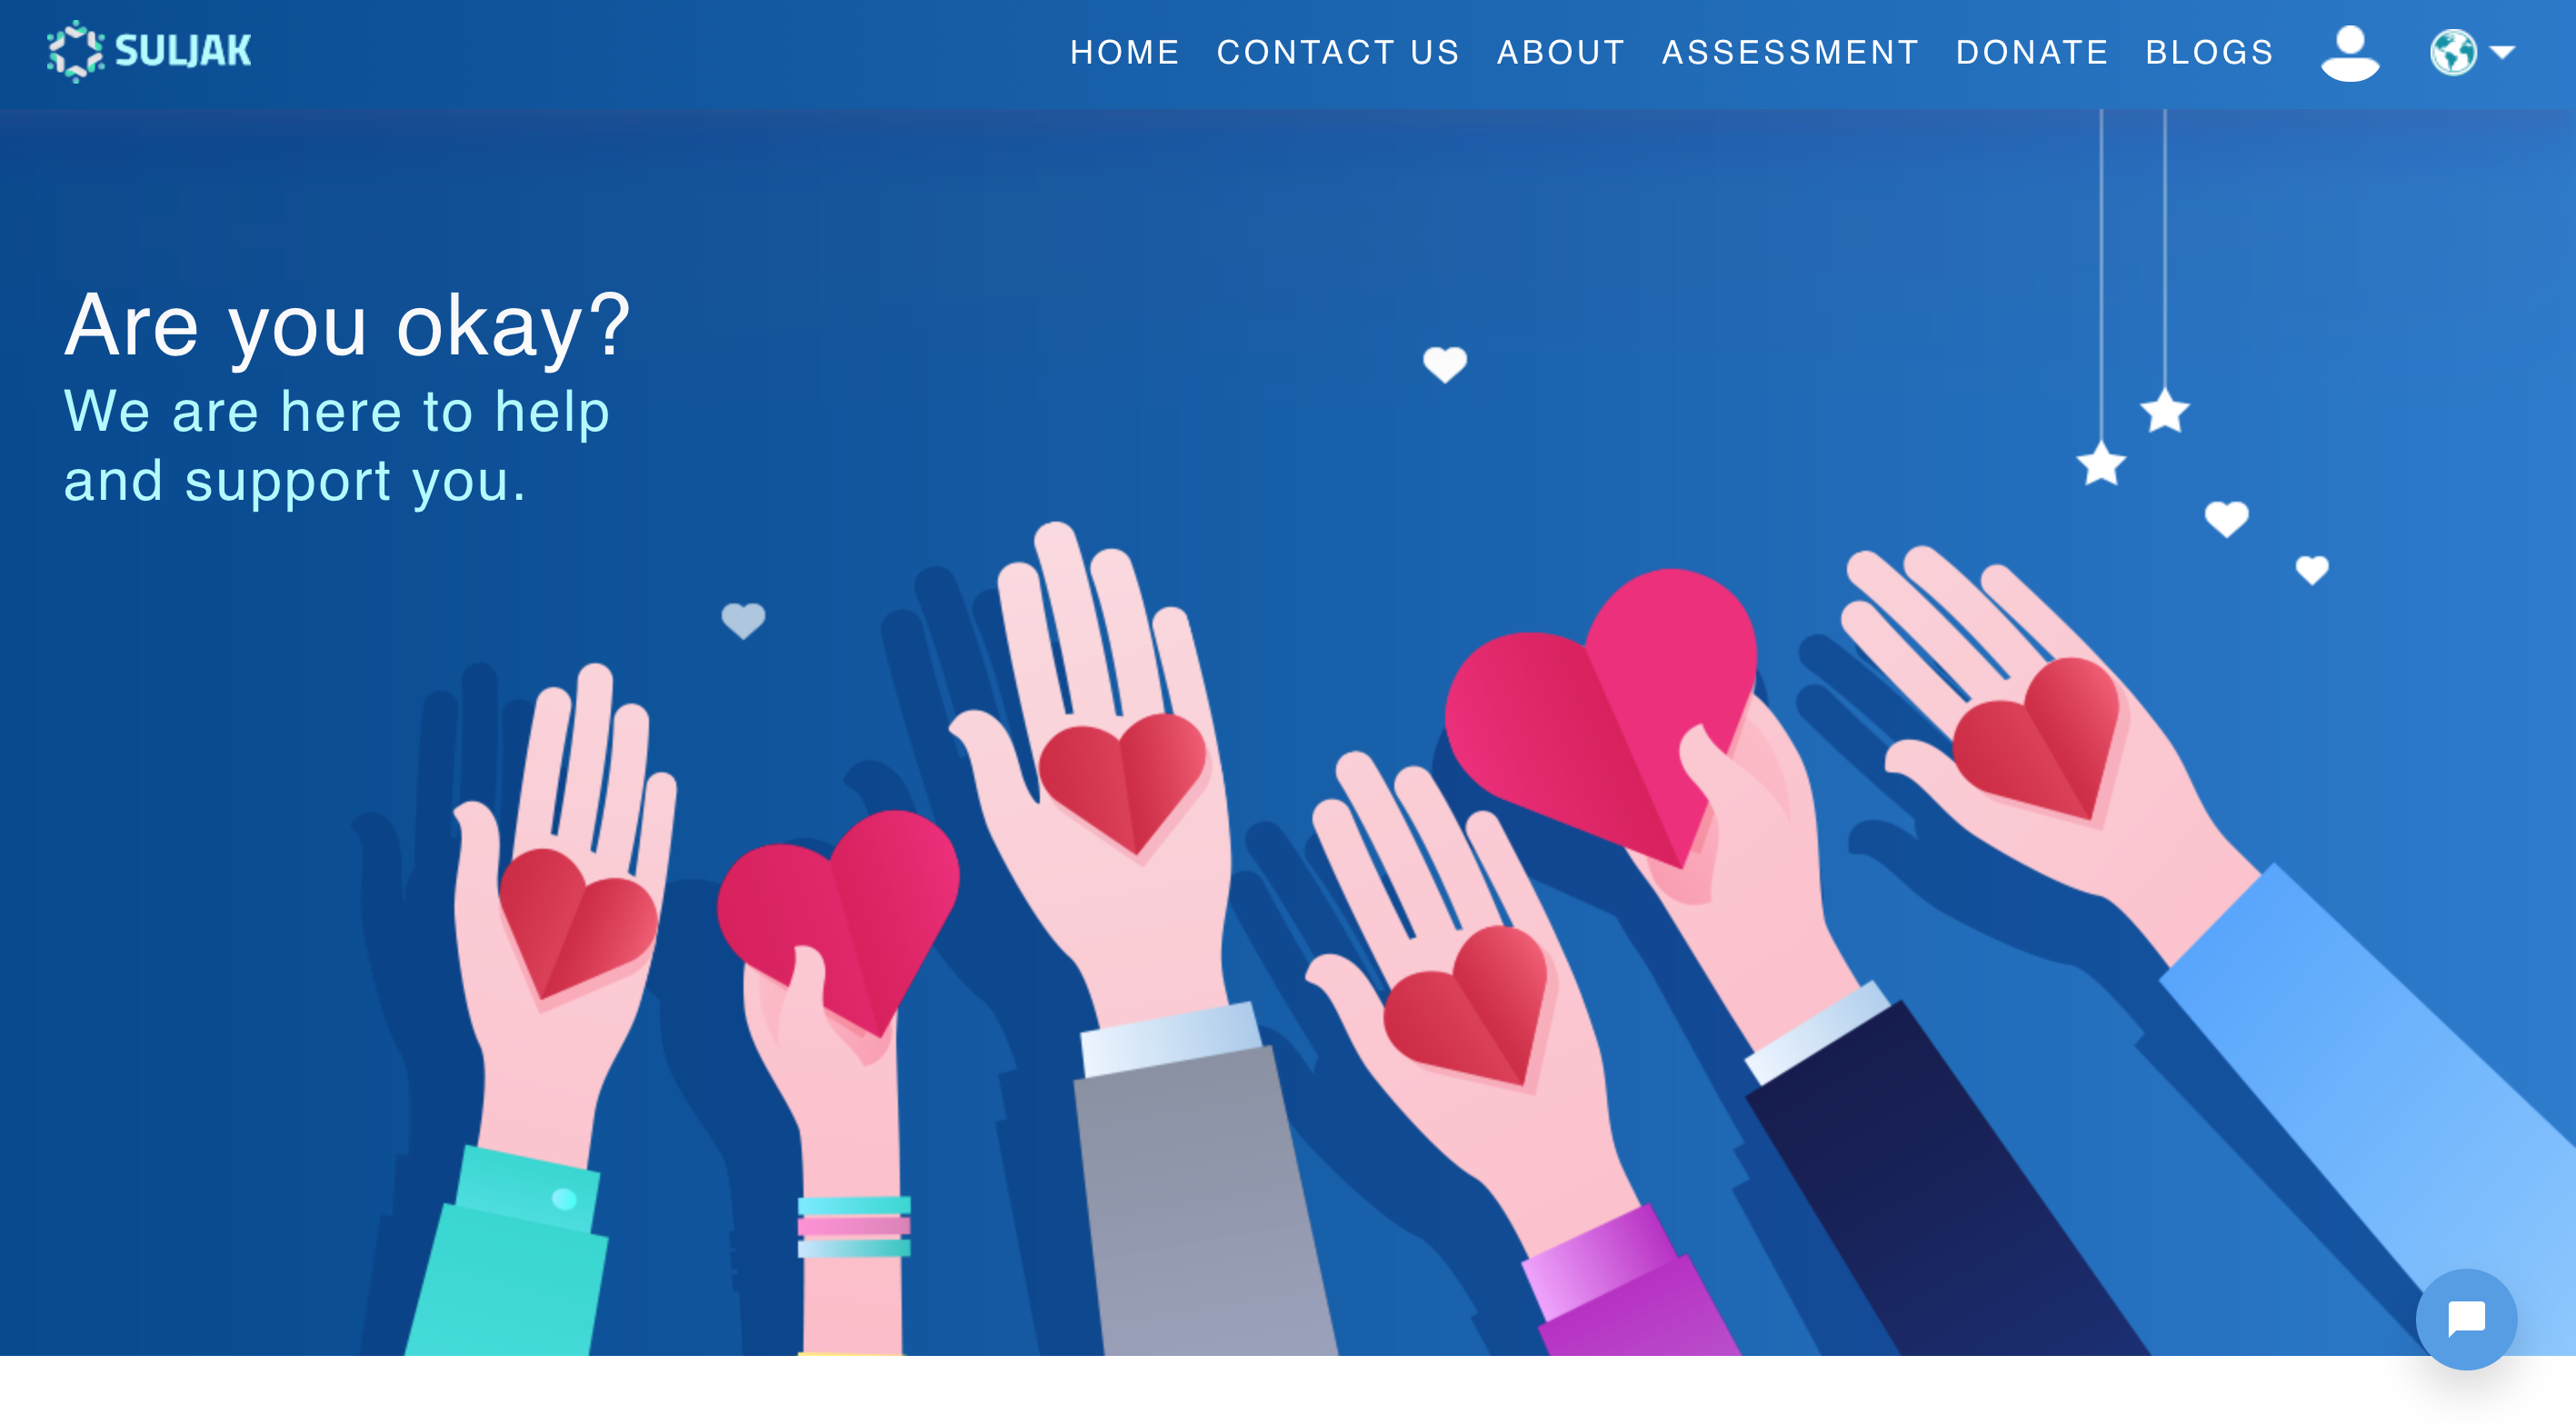 SULJAK
HOME CONTACT US ABOUT ASSESSMENT DONATE BLOGS
Are you okay?
We are here to help
and support you.